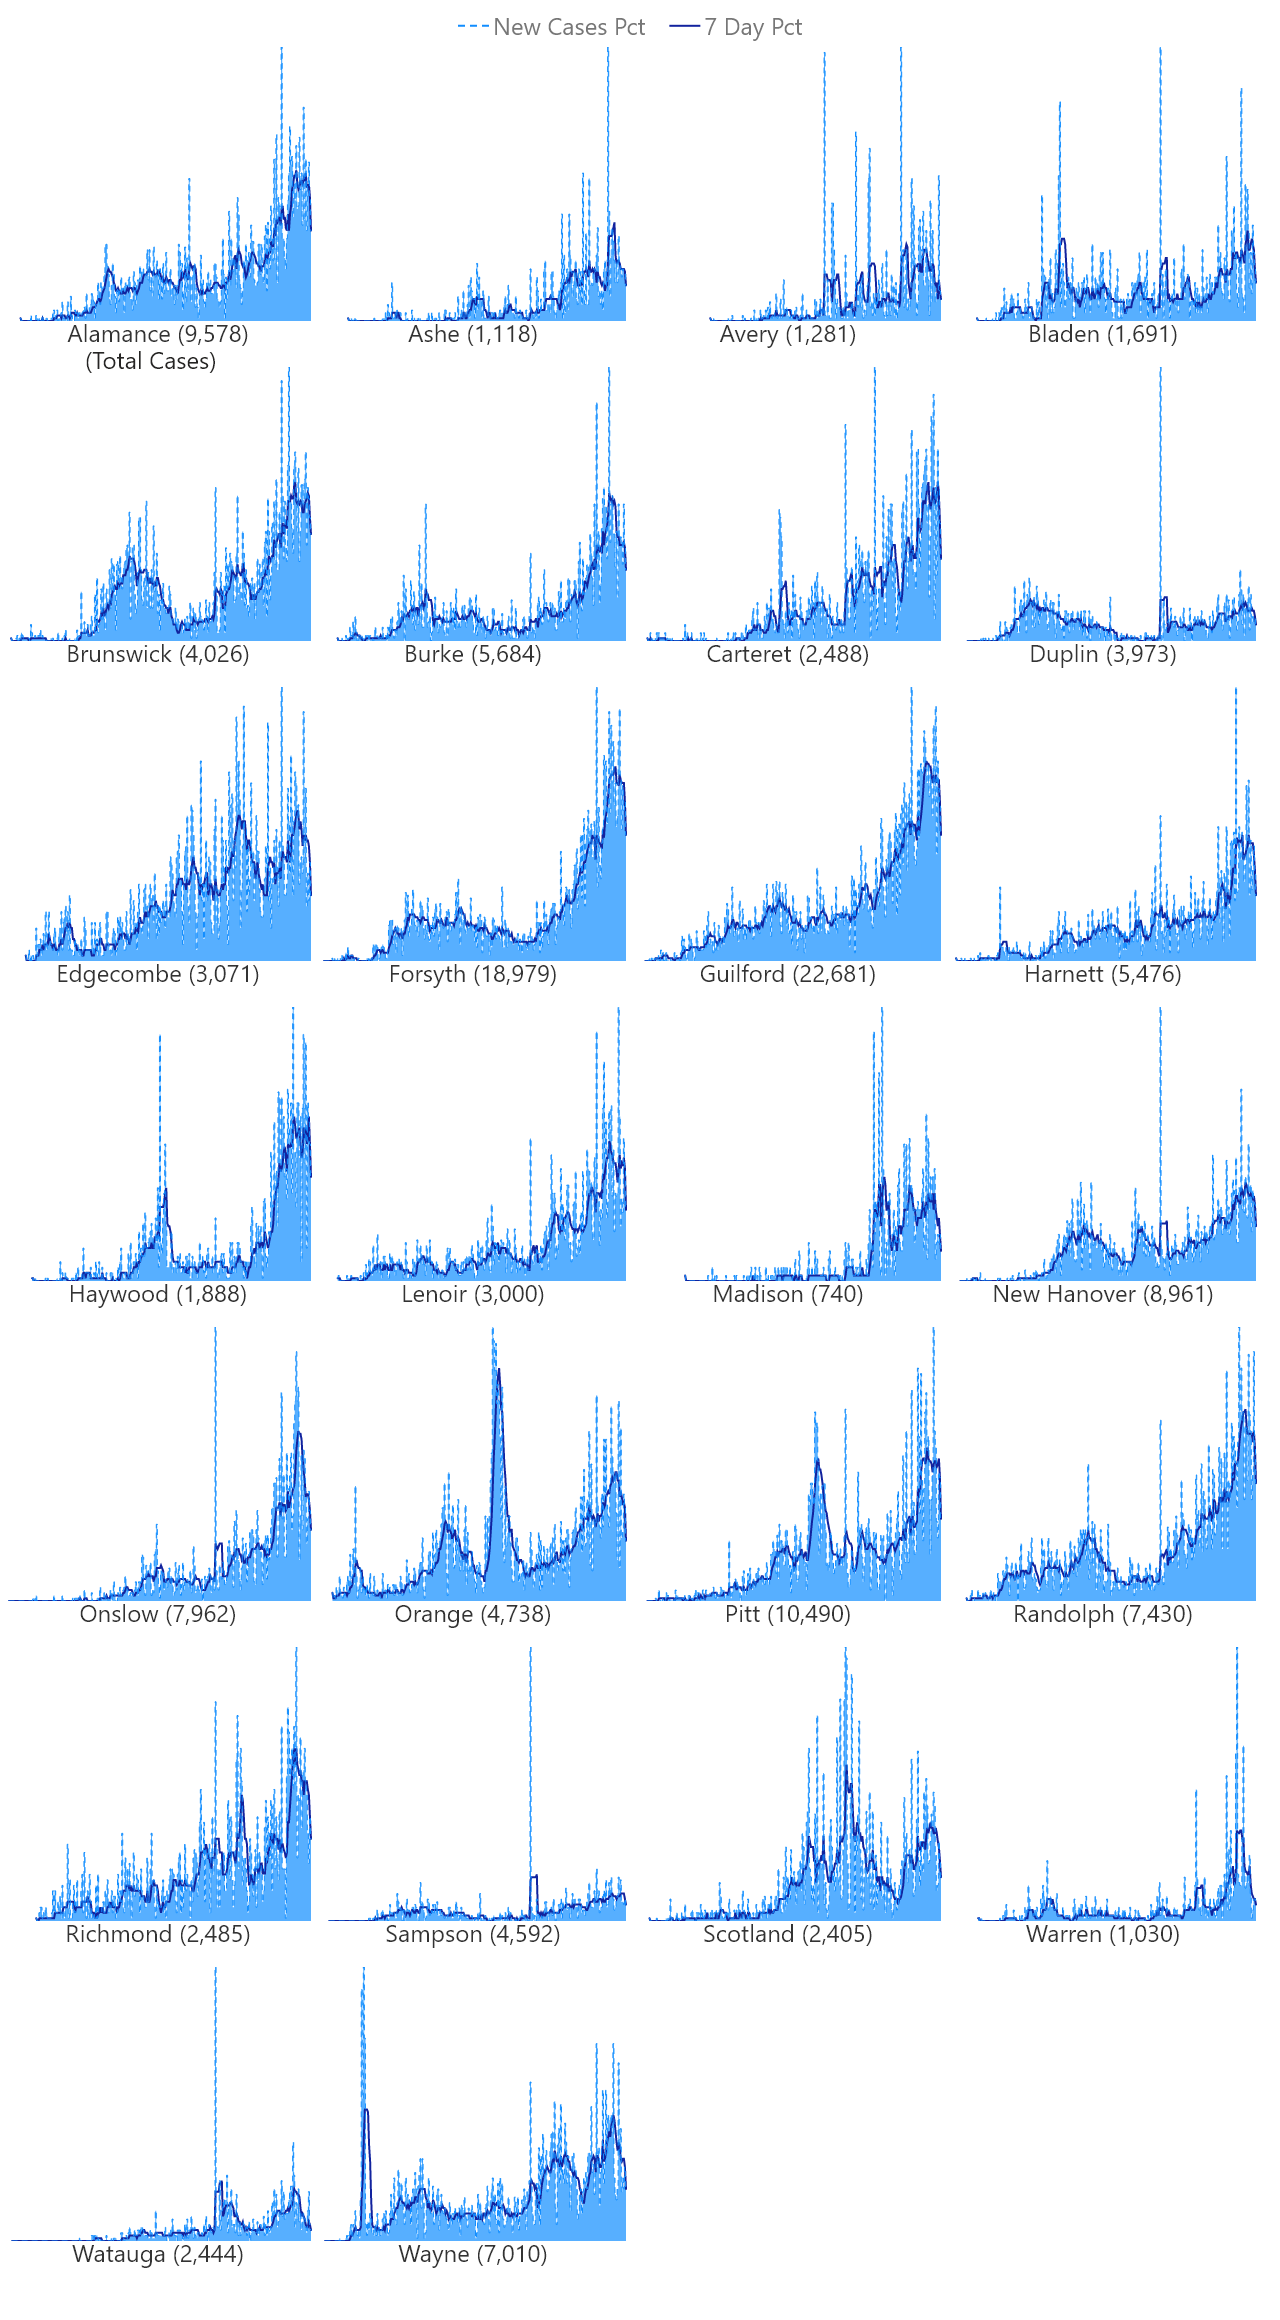 New Cases Pct 7 Day Pct
Alamance (9,578) Ashe (1,118) Avery (1,281) Bladen (1,691)
(Total Cases)
Brunswick (4,026) Burke (5,684) Carteret (2,488) Duplin (3,973)
Edgecombe (3,071) Forsyth (18,979) Guilford (22,681) Harnett (5,476)
Haywood (1,888) Lenoir (3,000) Madison (740) New Hanover (8,961)
Onslow (7,962) Orange (4,738) Pitt (10,490) Randolph (7,430)
Richmond (2,485) Sampson (4,592) Scotland (2,405) Warren (1,030)
Watauga (2,444) Wayne (7,010)